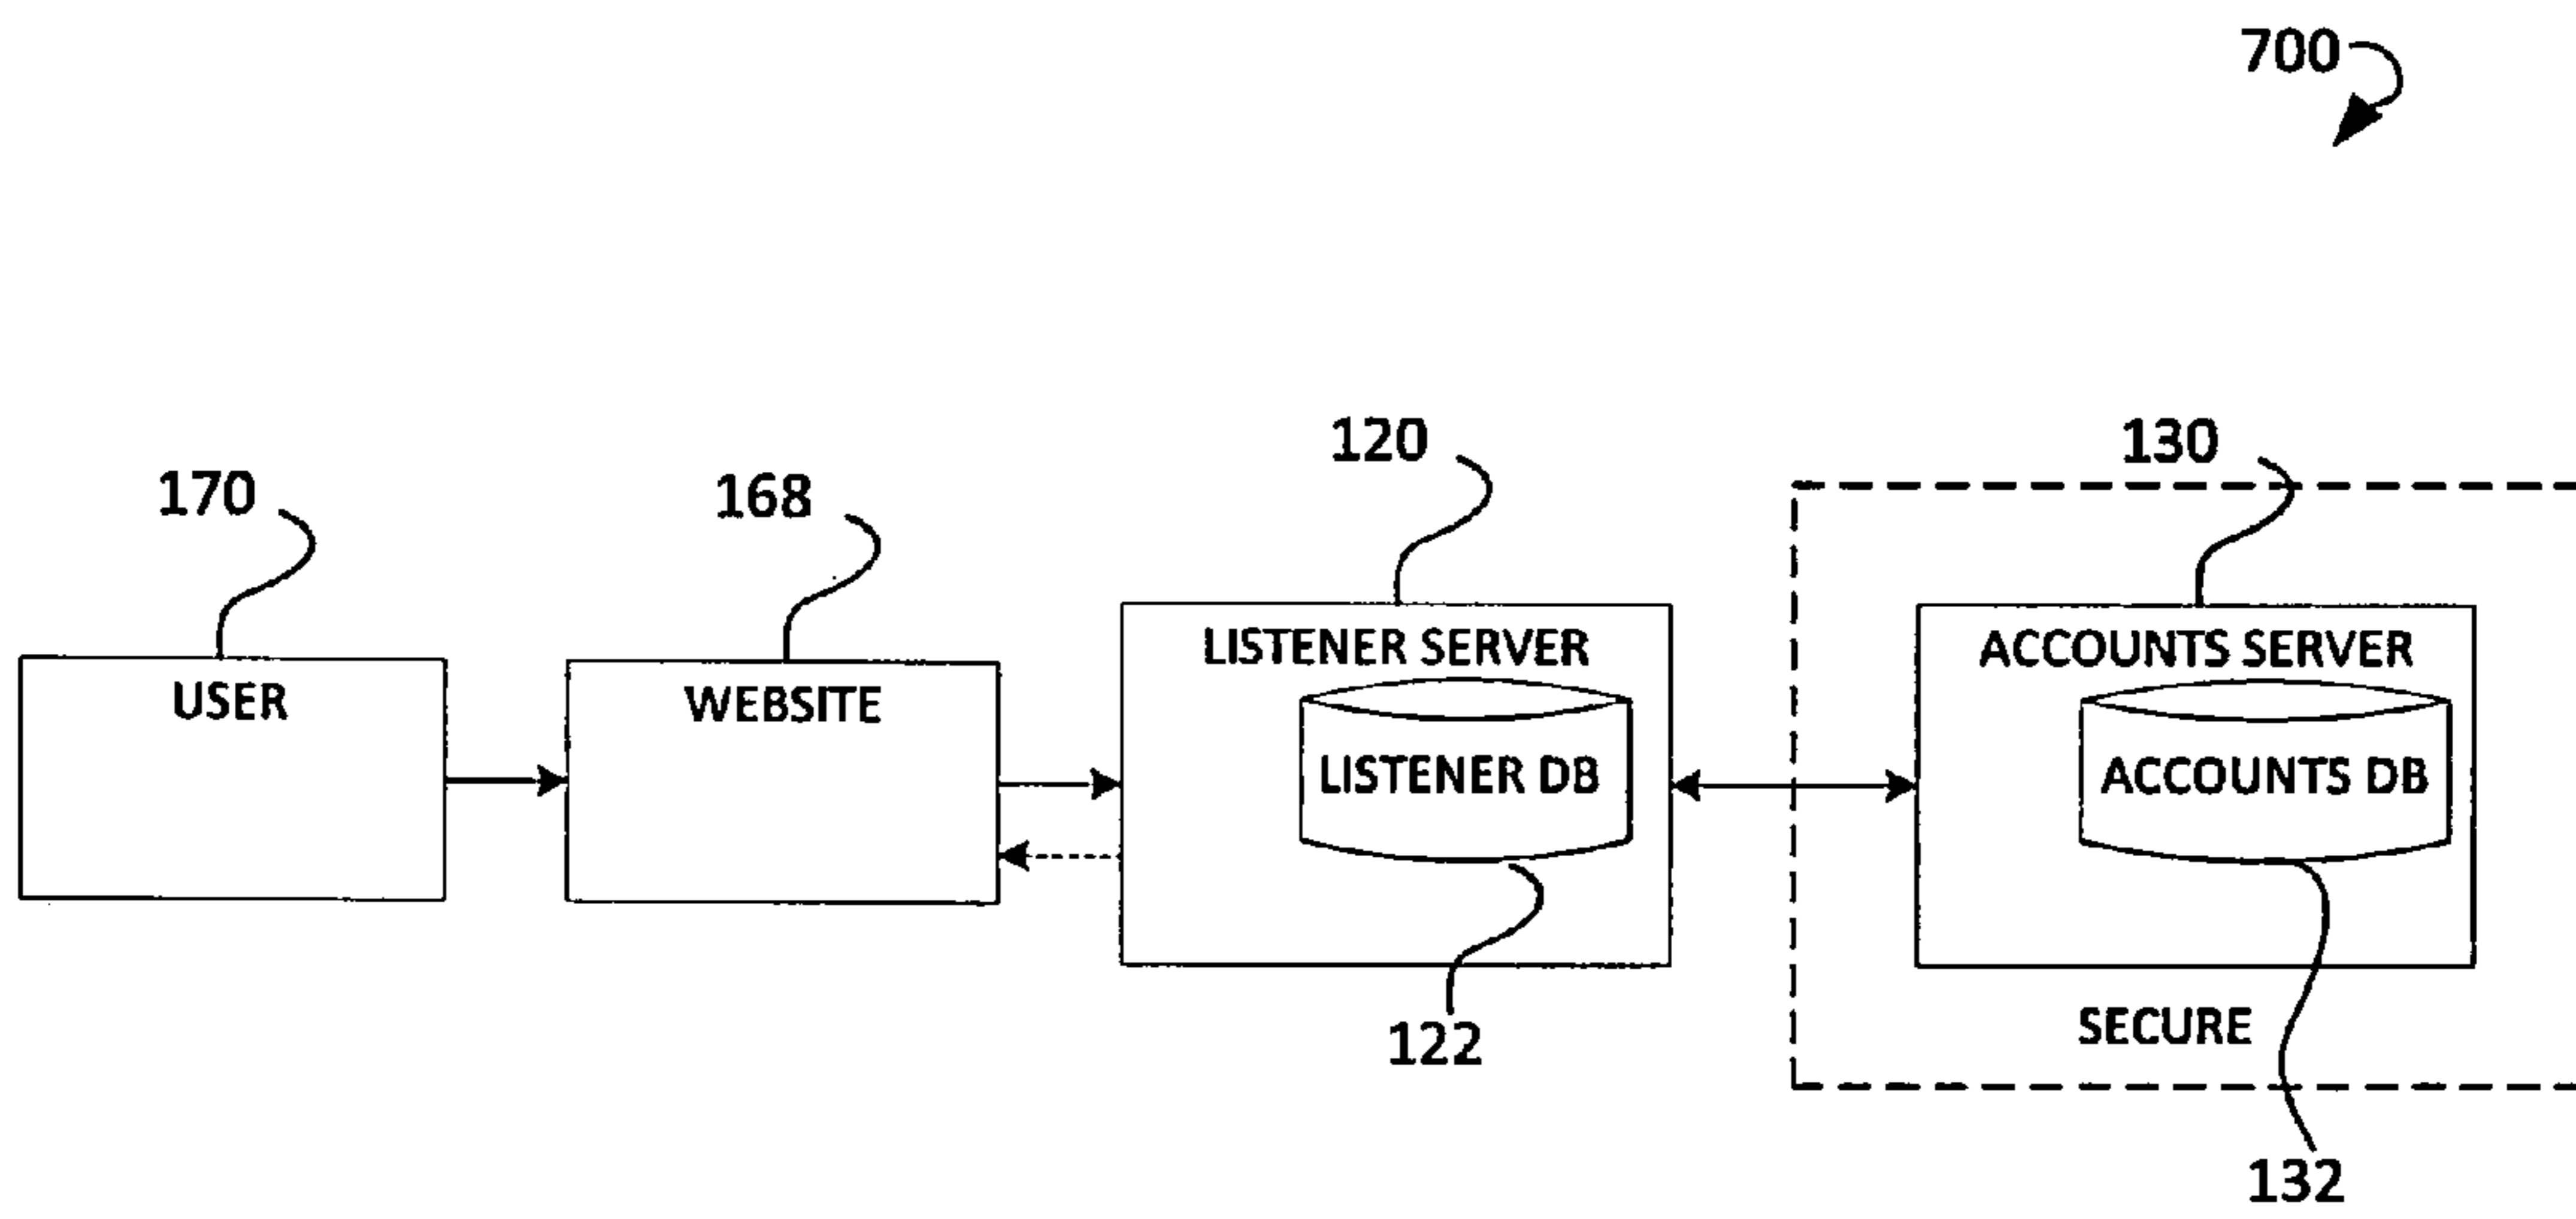 700
120
130
170
168
LISTENER SERVER
ACCOUNTS SERVER
USER
WEBSITE
LISTENER DB
ACCOUNTS DB
SECURE
122
132